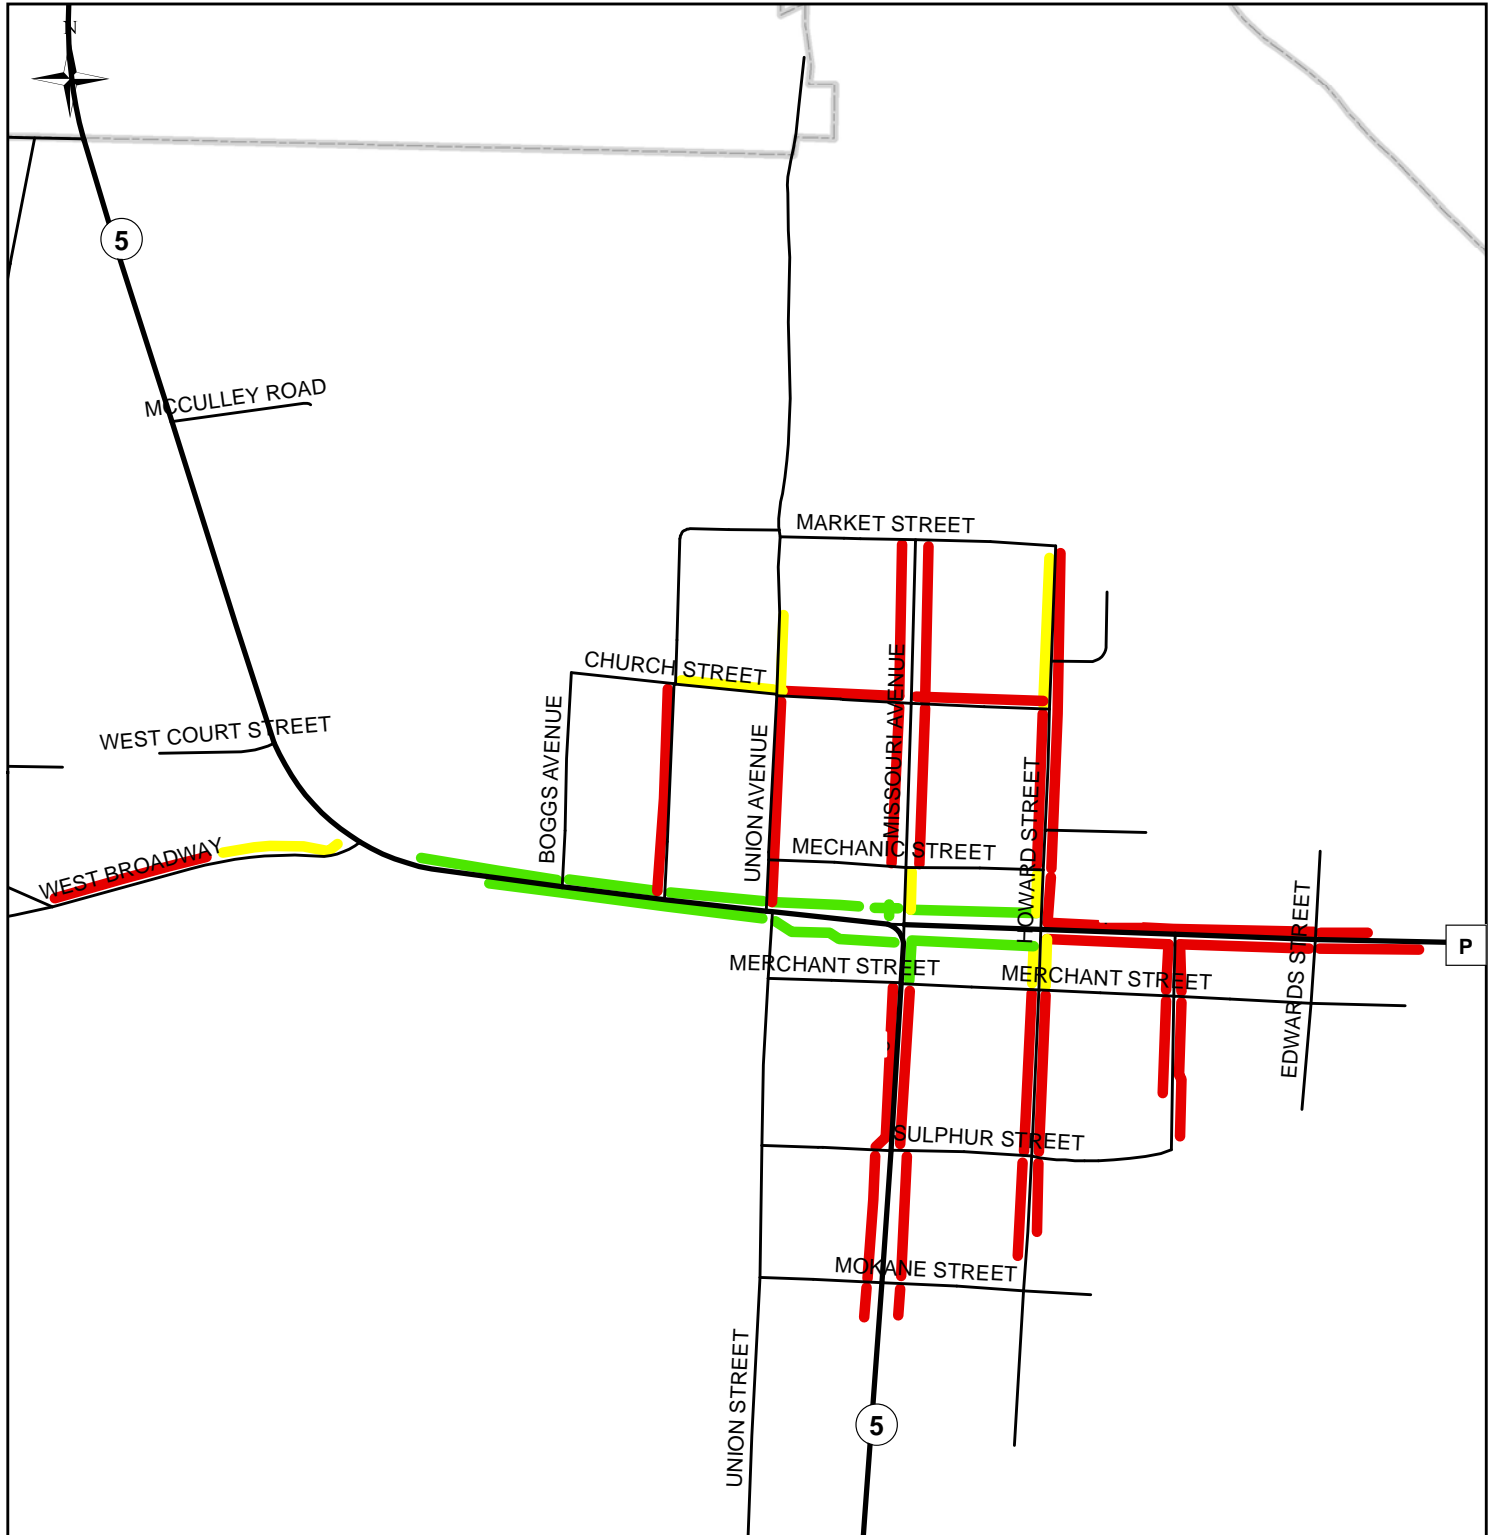 N
5
MCCULLEY ROAD
MARKET STREET
CHURCH STREET
WEST COURT STREET
BOGGS AVENUE
UNION AVENUE
MISSOURI AVENUE
HOWARD STREET
MECHANIC STREET
WEST BROADWAY
EDWARDS STREET
P
MERCHANT STREET
MERCHANT STREET
SULPHUR STREET
MOKANE STREET
UNION STREET
5